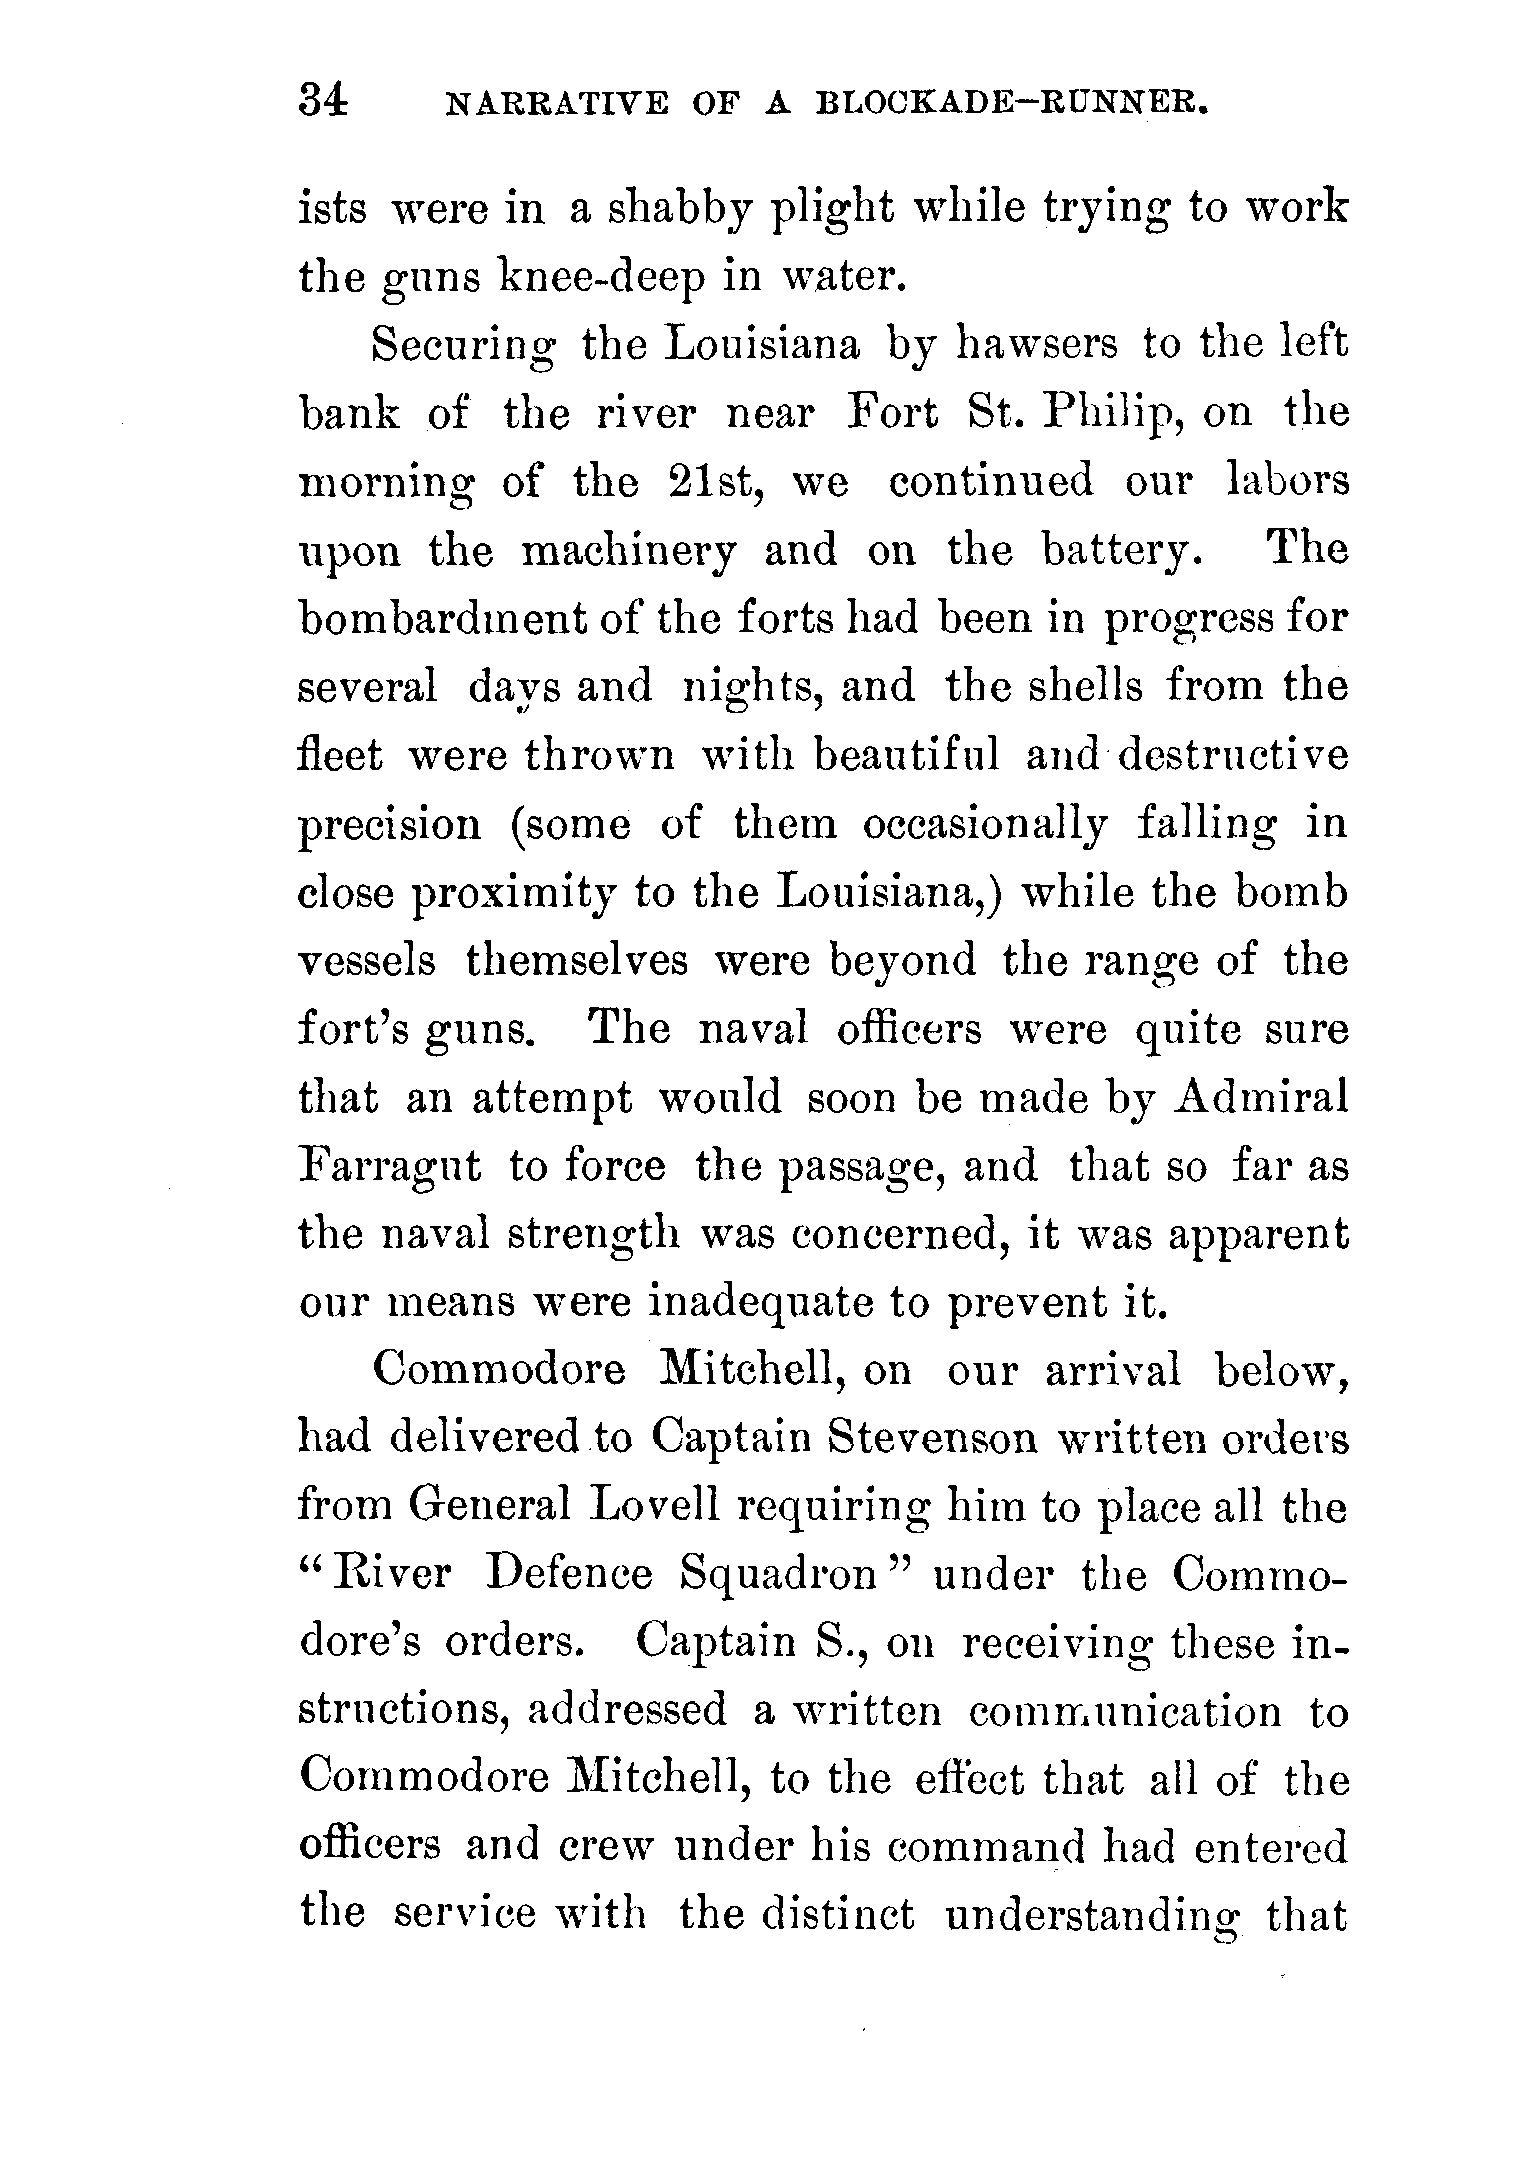 34 NARRATIVE OF A BLOCKADE-RUNNER.
ists were in a shabby plight while trying to work
the guns knee-deep in water.
Securing the Louisiana by hawsers to the left
bank of the river near Fort St. Philip, on the
morning of the 21st, we continued our labors
upon the machinery and on the battery. The
bombardment of the forts had been in progress for
several days and nights, and the shells from the
fleet were thrown with beautiful and destructive
precision (some of them occasionally falling in
close proximity to the Louisiana,) while the bomb
vessels themselves were beyond the range of the
fort's guns. The naval officers were quite sure
that an attempt would soon be made by Admiral
Farragut to force the passage, and that so far as
the naval strength was concerned, it was apparent
our means were inadequate to prevent it.
Commodore Mitchell, on our arrival below,
had delivered to Captain Stevenson written orders
from General Lovell requiring him to place all the
"River Defence Squadron" under the Commo-
dore's orders. Captain S., on receiving these in-
structions, addressed a written communication to
Commodore Mitchell, to the effect that all of the
officers and crew under his command had entered
the service with the distinct understanding that